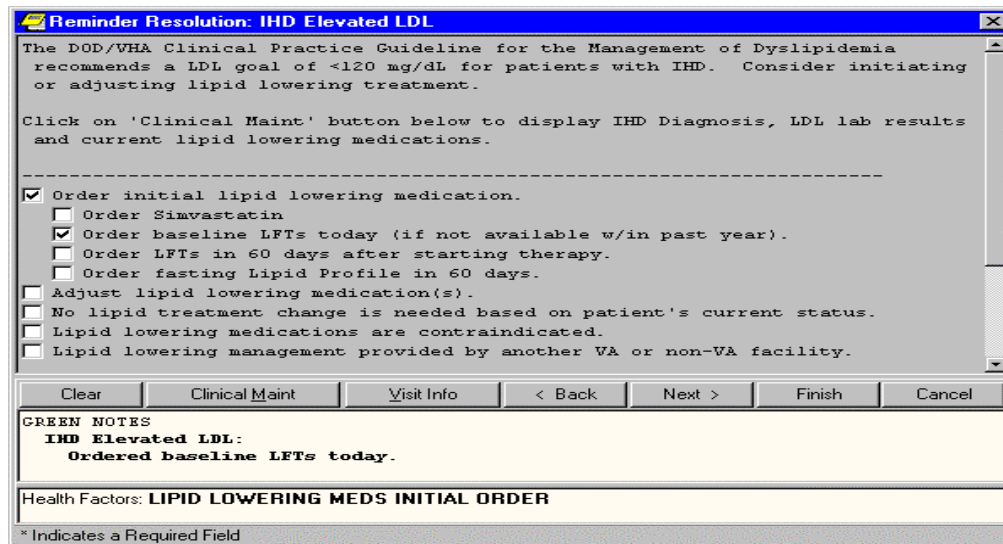 Reminder Resolution: IHD Elevated LDL
The DOD/VHA Clinical Practice Guideline for the Management of Dyslipidemia
recommends a LDL goal of <120 mg/dL for patients with IHD. Consider initiating
or adjusting lipid lowering treatment.
Click on 'Clinical Maint' button below to display IHD Diagnosis, LDL lab results
and current lipid lowering medications.
--------------------------------------------------------------------------------
Order initial lipid lowering medication.
Order Simvastatin
Order baseline LFTs today (if not available w/in past year).
Order LFTs in 60 days after starting therapy.
Order fasting Lipid Profile in 60 days.
Adjust lipid lowering medication(s).
No lipid treatment change is needed based on patient's current status.
Lipid lowering medications are contraindicated.
Lipid lowering management provided by another VA or non-VA facility.
Clear Clinical Maint Visit Info < Back Next > Finish Cancel
GREEN NOTES
IHD Elevated LDL:
Ordered baseline LFTs today.
Health Factors: LIPID LOWERING MEDS INITIAL ORDER
* Indicates a Required Field